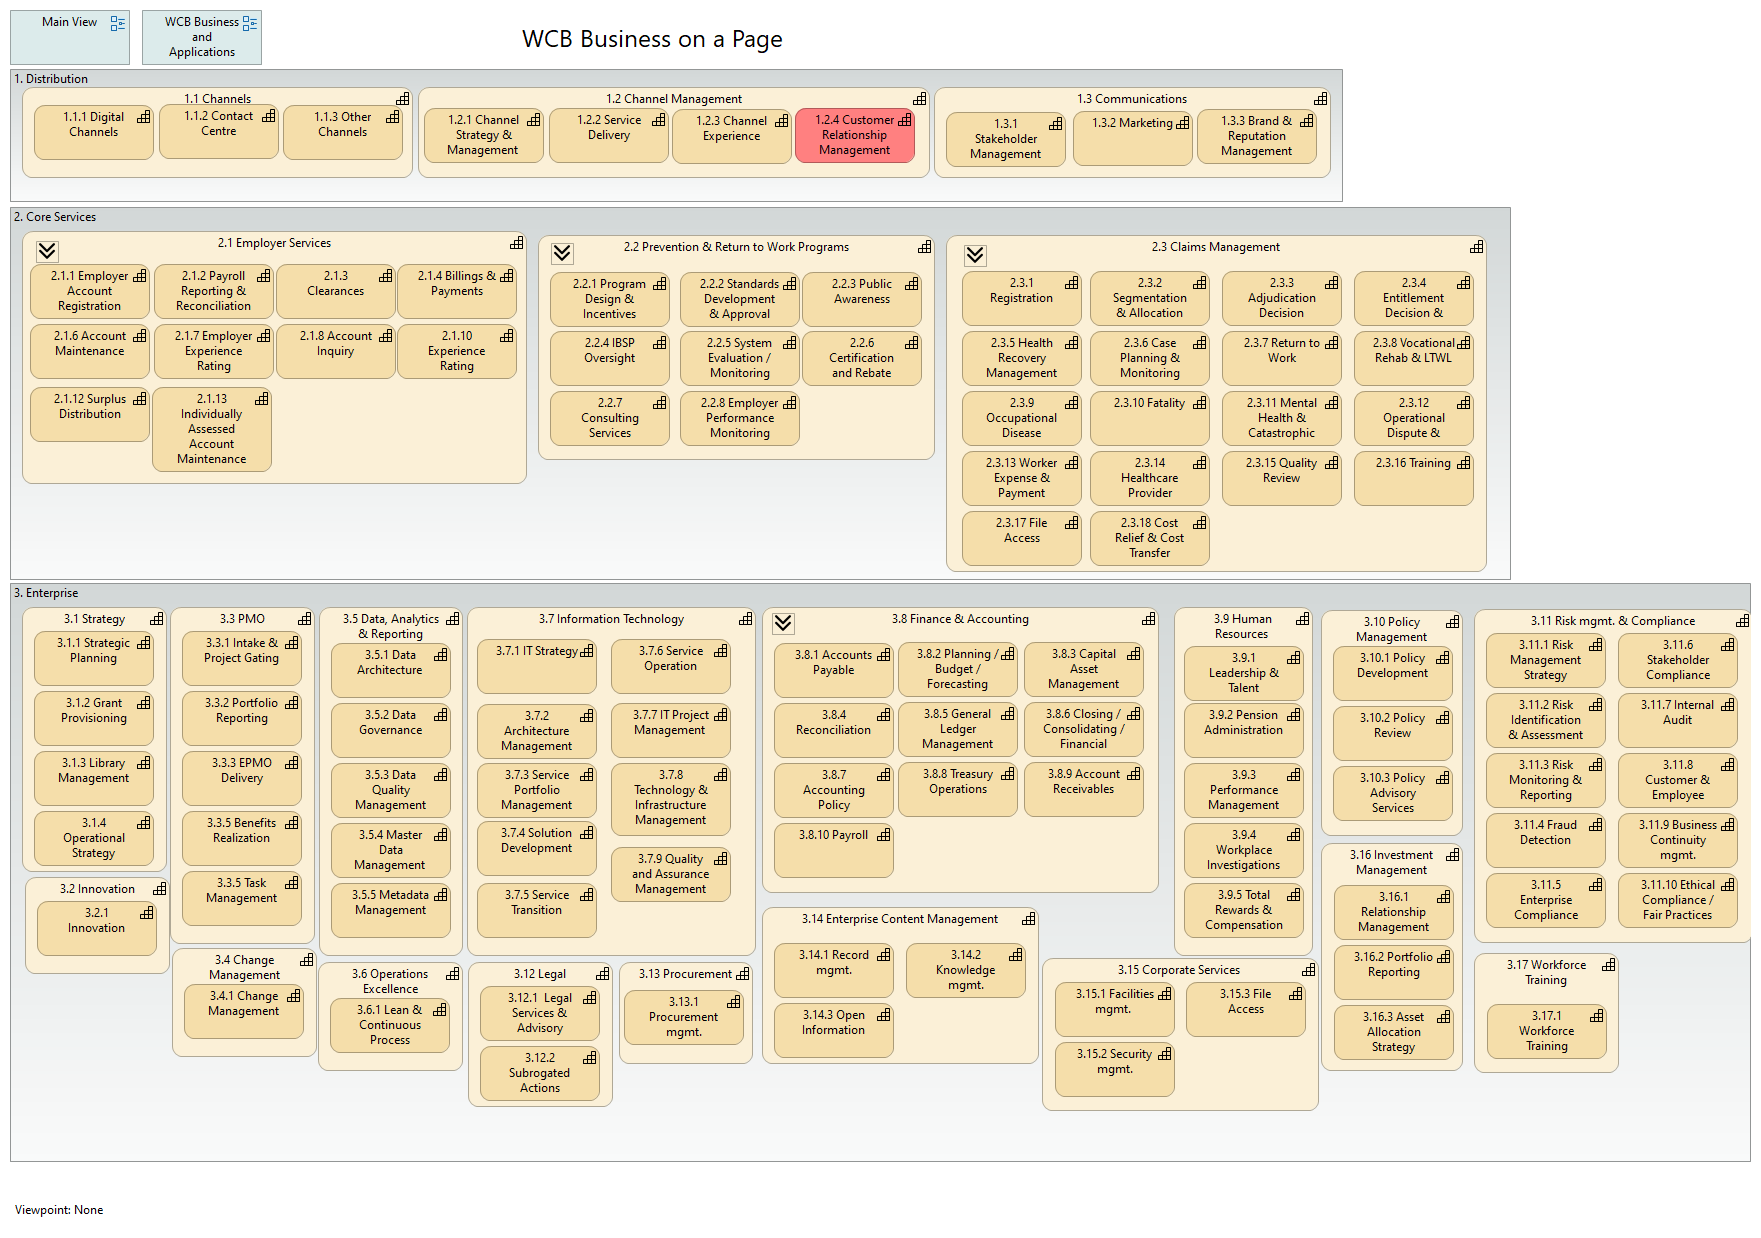 Main View
WCB Business
and
Applications
WCB Business on a Page
1. Distribution
1.1 Channels
1.1.1 Digital
Channels
1.1.2 Contact
Centre
1.1.3 Other
Channels
1.2 Channel Management
1.2.1 Channel
Strategy &
Management
1.2.2 Service
Delivery
1.2.3 Channel
Experience
1.2.4 Customer
Relationship
Management
1.3 Communications
1.3.1
Stakeholder
Management
1.3.2 Marketing
1.3.3 Brand &
Reputation
Management
2. Core Services
2.1 Employer Services
2.1.1 Employer
Account
Registration
2.1.2 Payroll
Reporting &
Reconciliation
2.1.3
Clearances
2.1.4 Billings &
Payments
2.1.6 Account
Maintenance
2.1.7 Employer
Experience
Rating
2.1.8 Account
Inquiry
2.1.10
Experience
Rating
2.1.12 Surplus
Distribution
2.1.13
Individually
Assessed
Account
Maintenance
2.2 Prevention & Return to Work Programs
2.2.1 Program
Design &
Incentives
2.2.2 Standards
Development
& Approval
2.2.3 Public
Awareness
2.2.4 IBSP
Oversight
2.2.5 System
Evaluation /
Monitoring
2.2.6
Certification
and Rebate
2.2.7
Consulting
Services
2.2.8 Employer
Performance
Monitoring
2.3 Claims Management
2.3.1
Registration
2.3.2
Segmentation
& Allocation
2.3.3
Adjudication
Decision
2.3.4
Entitlement
Decision &
2.3.5 Health
Recovery
Management
2.3.6 Case
Planning &
Monitoring
2.3.7 Return to
Work
2.3.8 Vocational
Rehab & LTWL
2.3.9
Occupational
Disease
2.3.10 Fatality
2.3.11 Mental
Health &
Catastrophic
2.3.12
Operational
Dispute &
2.3.13 Worker
Expense &
Payment
2.3.14
Healthcare
Provider
2.3.15 Quality
Review
2.3.16 Training
2.3.17 File
Access
2.3.18 Cost
Relief & Cost
Transfer
3. Enterprise
3.1 Strategy
3.1.1 Strategic
Planning
3.1.2 Grant
Provisioning
3.1.3 Library
Management
3.1.4
Operational
Strategy
3.2 Innovation
3.2.1
Innovation
3.3 PMO
3.3.1 Intake &
Project Gating
3.3.2 Portfolio
Reporting
3.3.3 EPMO
Delivery
3.3.5 Benefits
Realization
3.3.5 Task
Management
3.4 Change
Management
3.4.1 Change
Management
3.5 Data, Analytics
& Reporting
3.5.1 Data
Architecture
3.5.2 Data
Governance
3.5.3 Data
Quality
Management
3.5.4 Master
Data
Management
3.5.5 Metadata
Management
3.6 Operations
Excellence
3.6.1 Lean &
Continuous
Process
3.7 Information Technology
3.7.1 IT Strategy
3.7.6 Service
Operation
3.7.2
Architecture
Management
3.7.7 IT Project
Management
3.7.3 Service
Portfolio
Management
3.7.8
Technology &
Infrastructure
Management
3.7.4 Solution
Development
3.7.9 Quality
and Assurance
Management
3.7.5 Service
Transition
3.12 Legal
3.12.1  Legal
Services &
Advisory
3.12.2
Subrogated
Actions
3.13 Procurement
3.13.1
Procurement
mgmt.
3.8 Finance & Accounting
3.8.1 Accounts
Payable
3.8.2 Planning /
Budget /
Forecasting
3.8.3 Capital
Asset
Management
3.8.4
Reconciliation
3.8.5 General
Ledger
Management
3.8.6 Closing /
Consolidating /
Financial
3.8.7
Accounting
Policy
3.8.8 Treasury
Operations
3.8.9 Account
Receivables
3.8.10 Payroll
3.14 Enterprise Content Management
3.14.1 Record
mgmt.
3.14.2
Knowledge
mgmt.
3.14.3 Open
Information
3.15 Corporate Services
3.15.1 Facilities
mgmt.
3.15.3 File
Access
3.15.2 Security
mgmt.
3.9 Human
Resources
3.9.1
Leadership &
Talent
3.9.2 Pension
Administration
3.9.3
Performance
Management
3.9.4
Workplace
Investigations
3.9.5 Total
Rewards &
Compensation
3.10 Policy
Management
3.10.1 Policy
Development
3.10.2 Policy
Review
3.10.3 Policy
Advisory
Services
3.16 Investment
Management
3.16.1
Relationship
Management
3.16.2 Portfolio
Reporting
3.16.3 Asset
Allocation
Strategy
3.11 Risk mgmt. & Compliance
3.11.1 Risk
Management
Strategy
3.11.6
Stakeholder
Compliance
3.11.2 Risk
Identification
& Assessment
3.11.7 Internal
Audit
3.11.3 Risk
Monitoring &
Reporting
3.11.8
Customer &
Employee
3.11.4 Fraud
Detection
3.11.9 Business
Continuity
mgmt.
3.11.5
Enterprise
Compliance
3.11.10 Ethical
Compliance /
Fair Practices
3.17 Workforce
Training
3.17.1
Workforce
Training
Viewpoint: None